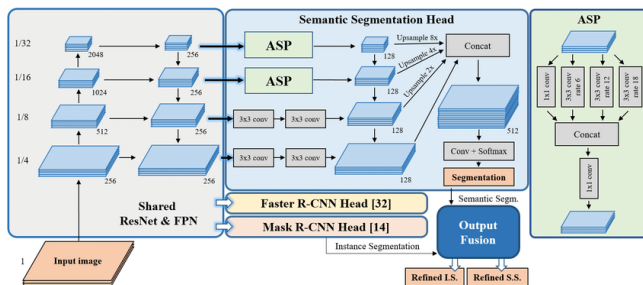 Semantic Segmentation Head
ASP
1/32
2048
256
ASP
128
Upsample 8x
Upsample 4x
Upsample 2x
Concat
1/16
1024
256
ASP
128
1x1 conv
3x3 conv rate 6
3x3 conv rate 12
3x3 conv rate 18
1/8
512
256
3x3 conv
3x3 conv
128
512
Concat
1/4
256
256
3x3 conv
3x3 conv
128
Conv + Softmax
Segmentation
1x1 conv
Shared
ResNet & FPN
Faster R-CNN Head [32]
Mask R-CNN Head [14]
Semantic Segm.
Output
Fusion
Instance Segmentation
1
Input image
Refined I.S.
Refined S.S.